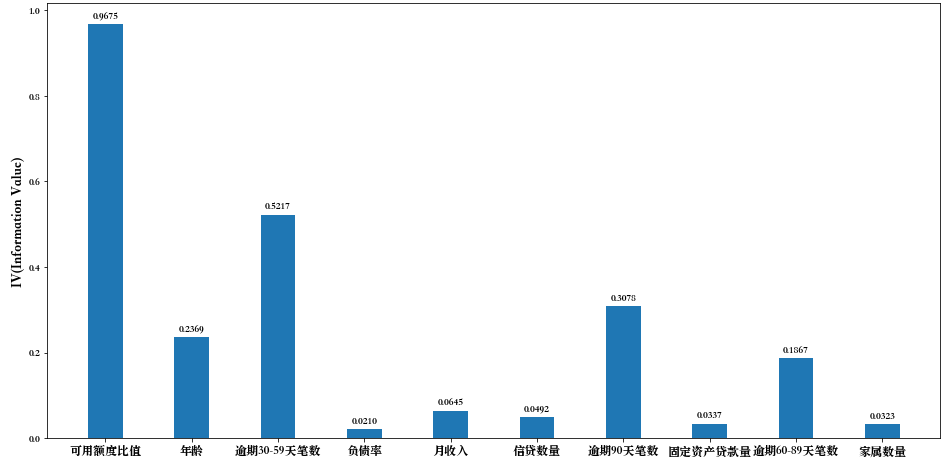 1.0
0.8
0.6
0.4
0.2
0.0
IV(Information Value)
0.9675
0.2369
0.5217
0.0210
0.0645
0.0492
0.3078
0.0337
0.1867
0.0323
可用额度比值
年龄
逾期30-59天笔数
负债率
月收入
信贷数量
逾期90天笔数
固定资产贷款量
逾期60-89天笔数
家属数量